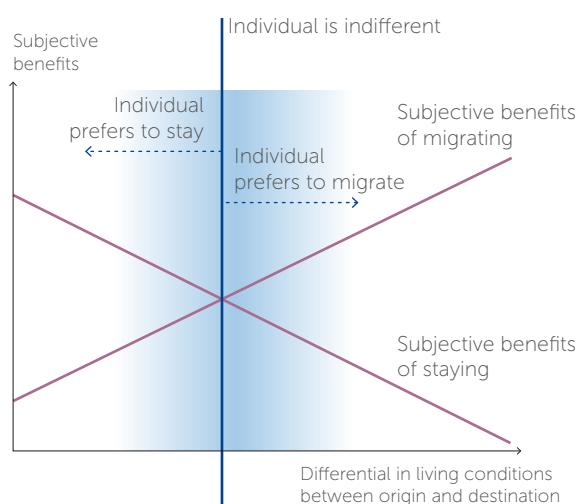 Individual is indifferent
Subjective
benefits
Individual
prefers to stay
Individual
prefers to migrate
Subjective benefits
of migrating
Subjective benefits
of staying
Differential in living conditions
between origin and destination